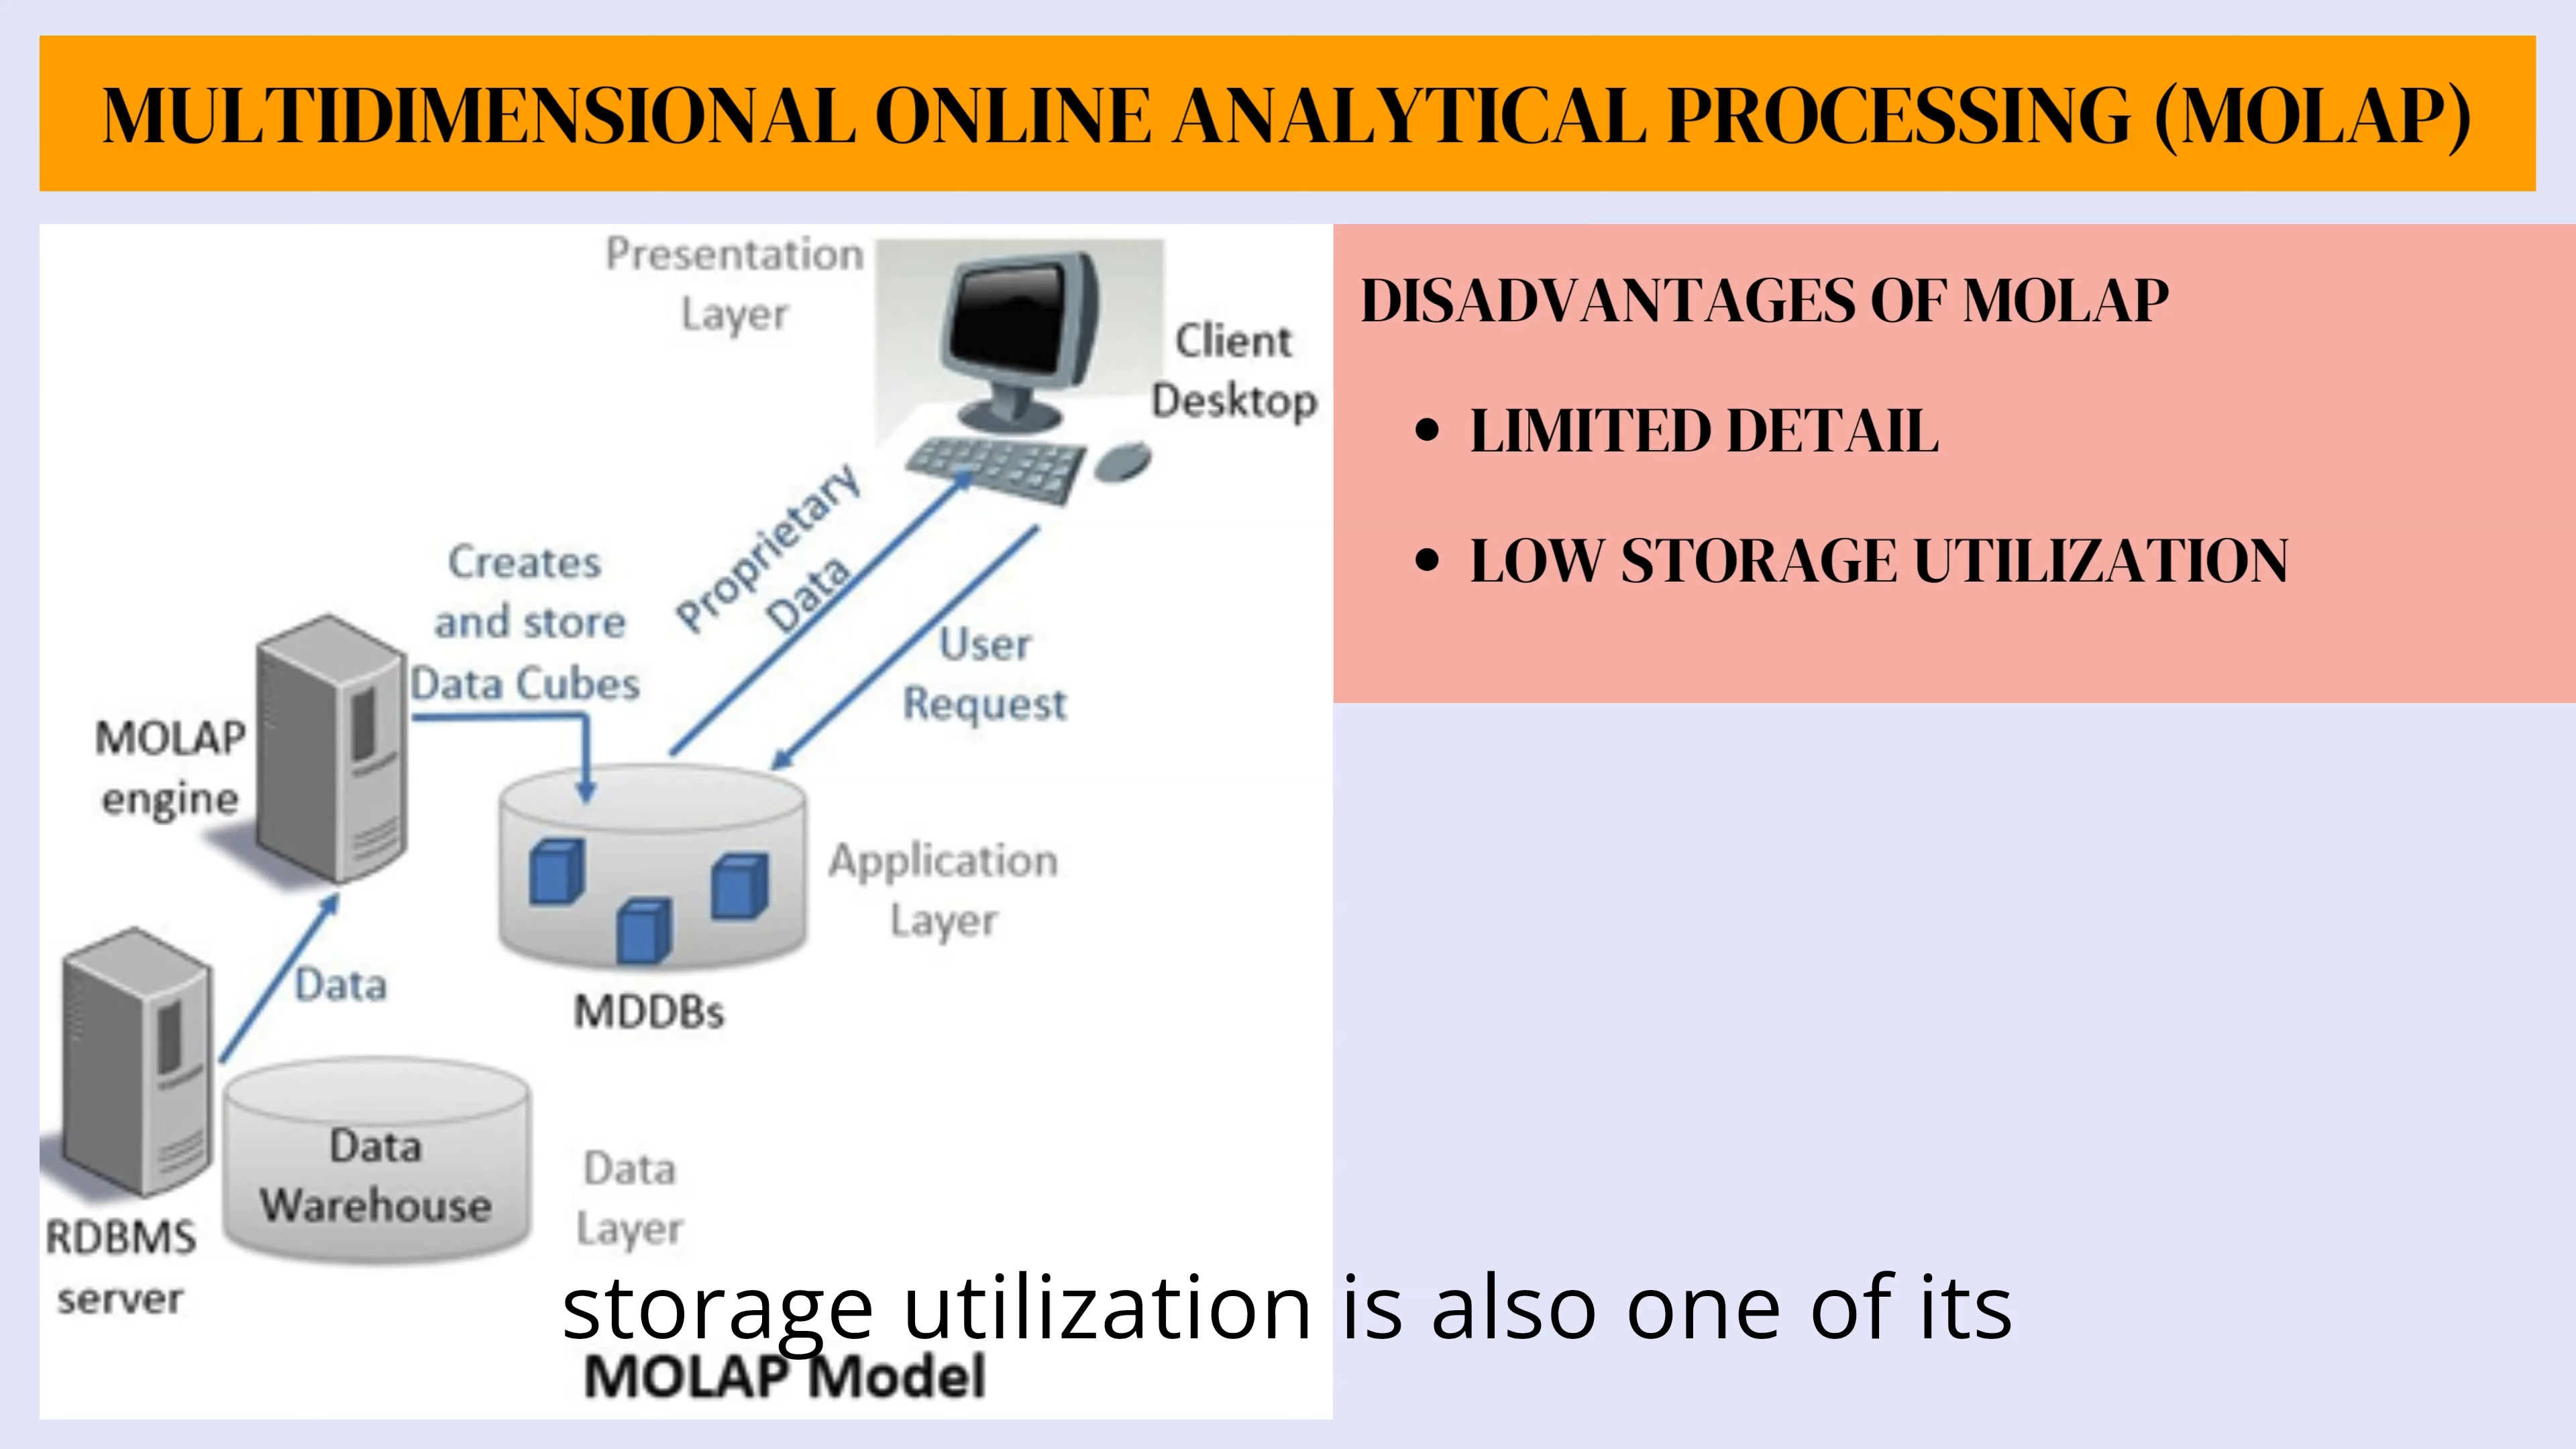 MULTIDIMENSIONAL ONLINE ANALYTICAL PROCESSING (MOLAP)
Presentation
Layer
Client
Desktop
Proprietary
Data
User
Request
Creates
and store
Data Cubes
MOLAP
engine
Application
Layer
MDDBs
Data
Data
Warehouse
Data
Layer
RDBMS
server
MOLAP Model
DISADVANTAGES OF MOLAP
• LIMITED DETAIL
• LOW STORAGE UTILIZATION
storage utilization is also one of its